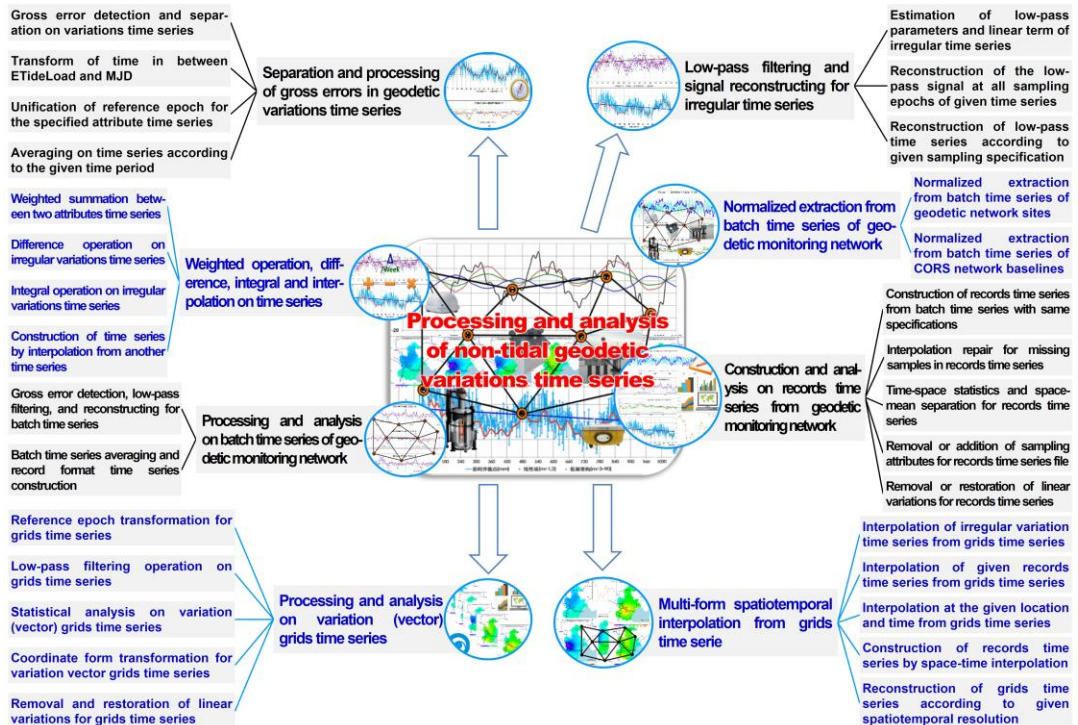 Gross error detection and separ-
ation on variations time series
Transform of time in between
ETideLoad and MJD
Unification of reference epoch for
the specified attribute time series
Averaging on time series according
to the given time period
Separation and processing
of gross errors in geodetic
variations time series
Weighted summation bet-
ween two attributes time series
Difference operation on
irregular variations time series
Integral operation on irregular
variations time series
Construction of time series
by interpolation from another
time series
Weighted operation, diff-
erence, integral and inter-
polation on time series
Week
Gross error detection, low-pass
filtering, and reconstructing for
batch time series
Batch time series averaging and
record format time series
construction
Processing and analysis
on batch time series of geo-
detic monitoring network
Reference epoch transformation for
grids time series
Low-pass filtering operation on
grids time series
Statistical analysis on variation
(vector) grids time series
Coordinate form transformation for
variation vector grids time series
Removal and restoration of linear
variations for grids time series
Processing and analysis
on variation (vector)
grids time series
Processing and analysis
of non-tidal geodetic
variations time series
Low-pass filtering and
signal reconstructing for
irregular time series
Estimation of low-pass
parameters and linear term of
irregular time series
Reconstruction of the low-
pass signal at all sampling
epochs of given time series
Reconstruction of low-pass
time series according to
given sampling specification
Normalized extraction from
batch time series of geo-
detic monitoring network
Normalized extraction
from batch time series of
geodetic network sites
Normalized extraction
from batch time series of
CORS network baselines
Construction and anal-
ysis on records time
series from geodetic
monitoring network
Construction of records time series
from batch time series with same
specifications
Interpolation repair for missing
samples in records time series
Time-space statistics and space-
mean separation for records time
series
Removal or addition of sampling
attributes for records time series file
Removal or restoration of linear
variations for records time series
Multi-form spatiotemporal
interpolation from grids
time serie
Interpolation of irregular variation
time series from grids time series
Interpolation of given records
time series from grids time series
Interpolation at the given location
and time from grids time series
Construction of records time
series by space-time interpolation
Reconstruction of grids time
series according to given
spatiotemporal resolution